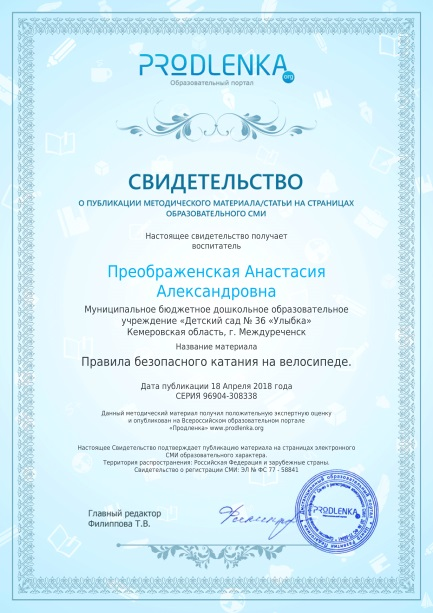 PRODLENKA
.org
Образовательный портал
СВИДЕТЕЛЬСТВО
О ПУБЛИКАЦИИ МЕТОДИЧЕСКОГО МАТЕРИАЛА/СТАТЬИ НА СТРАНИЦАХ
ОБРАЗОВАТЕЛЬНОГО СМИ
Настоящее свидетельство получает
воспитатель
Преображенская Анастасия
Александровна
Муниципальное бюджетное дошкольное образовательное
учреждение «Детский сад № 36 «Улыбка»
Кемеровская область, г. Междуреченск
Название материала
Правила безопасного катания на велосипеде.
Дата публикации 18 Апреля 2018 года
СЕРИЯ 96904-308338
Данный методический материал получил положительную экспертную оценку
и опубликован на Всероссийском образовательном портале
«Продленка» www.prodlenka.org
Настоящее Свидетельство подтверждает публикацию материала на страницах электронного
СМИ образовательного характера.
Территория распространения: Российская Федерация и зарубежные страны.
Свидетельство о регистрации СМИ: ЭЛ № ФС 77 - 58841
Главный редактор
Филиппова Т.В.
PRODLENKA